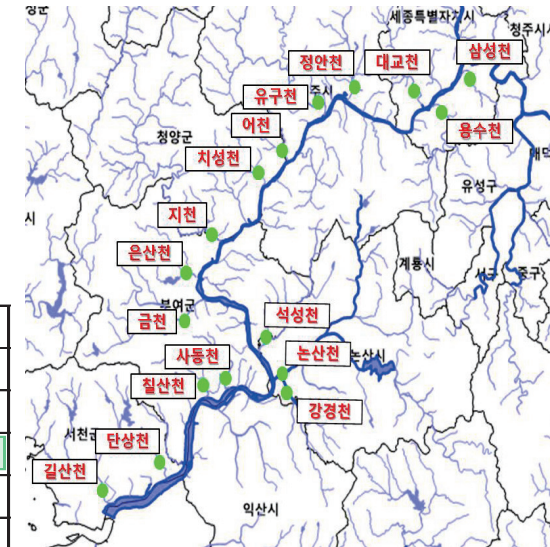 세종특별자치시
청주시
삼성천
정안천
대교천
유구천
주시
어천
용수천
청양군
치성천
유성구
지천
계룡시
은산천
서구
중구
부여군
금천
석성천
사동천
논산천
논산시
칠산천
강경천
서천군
단상천
길산천
익산시